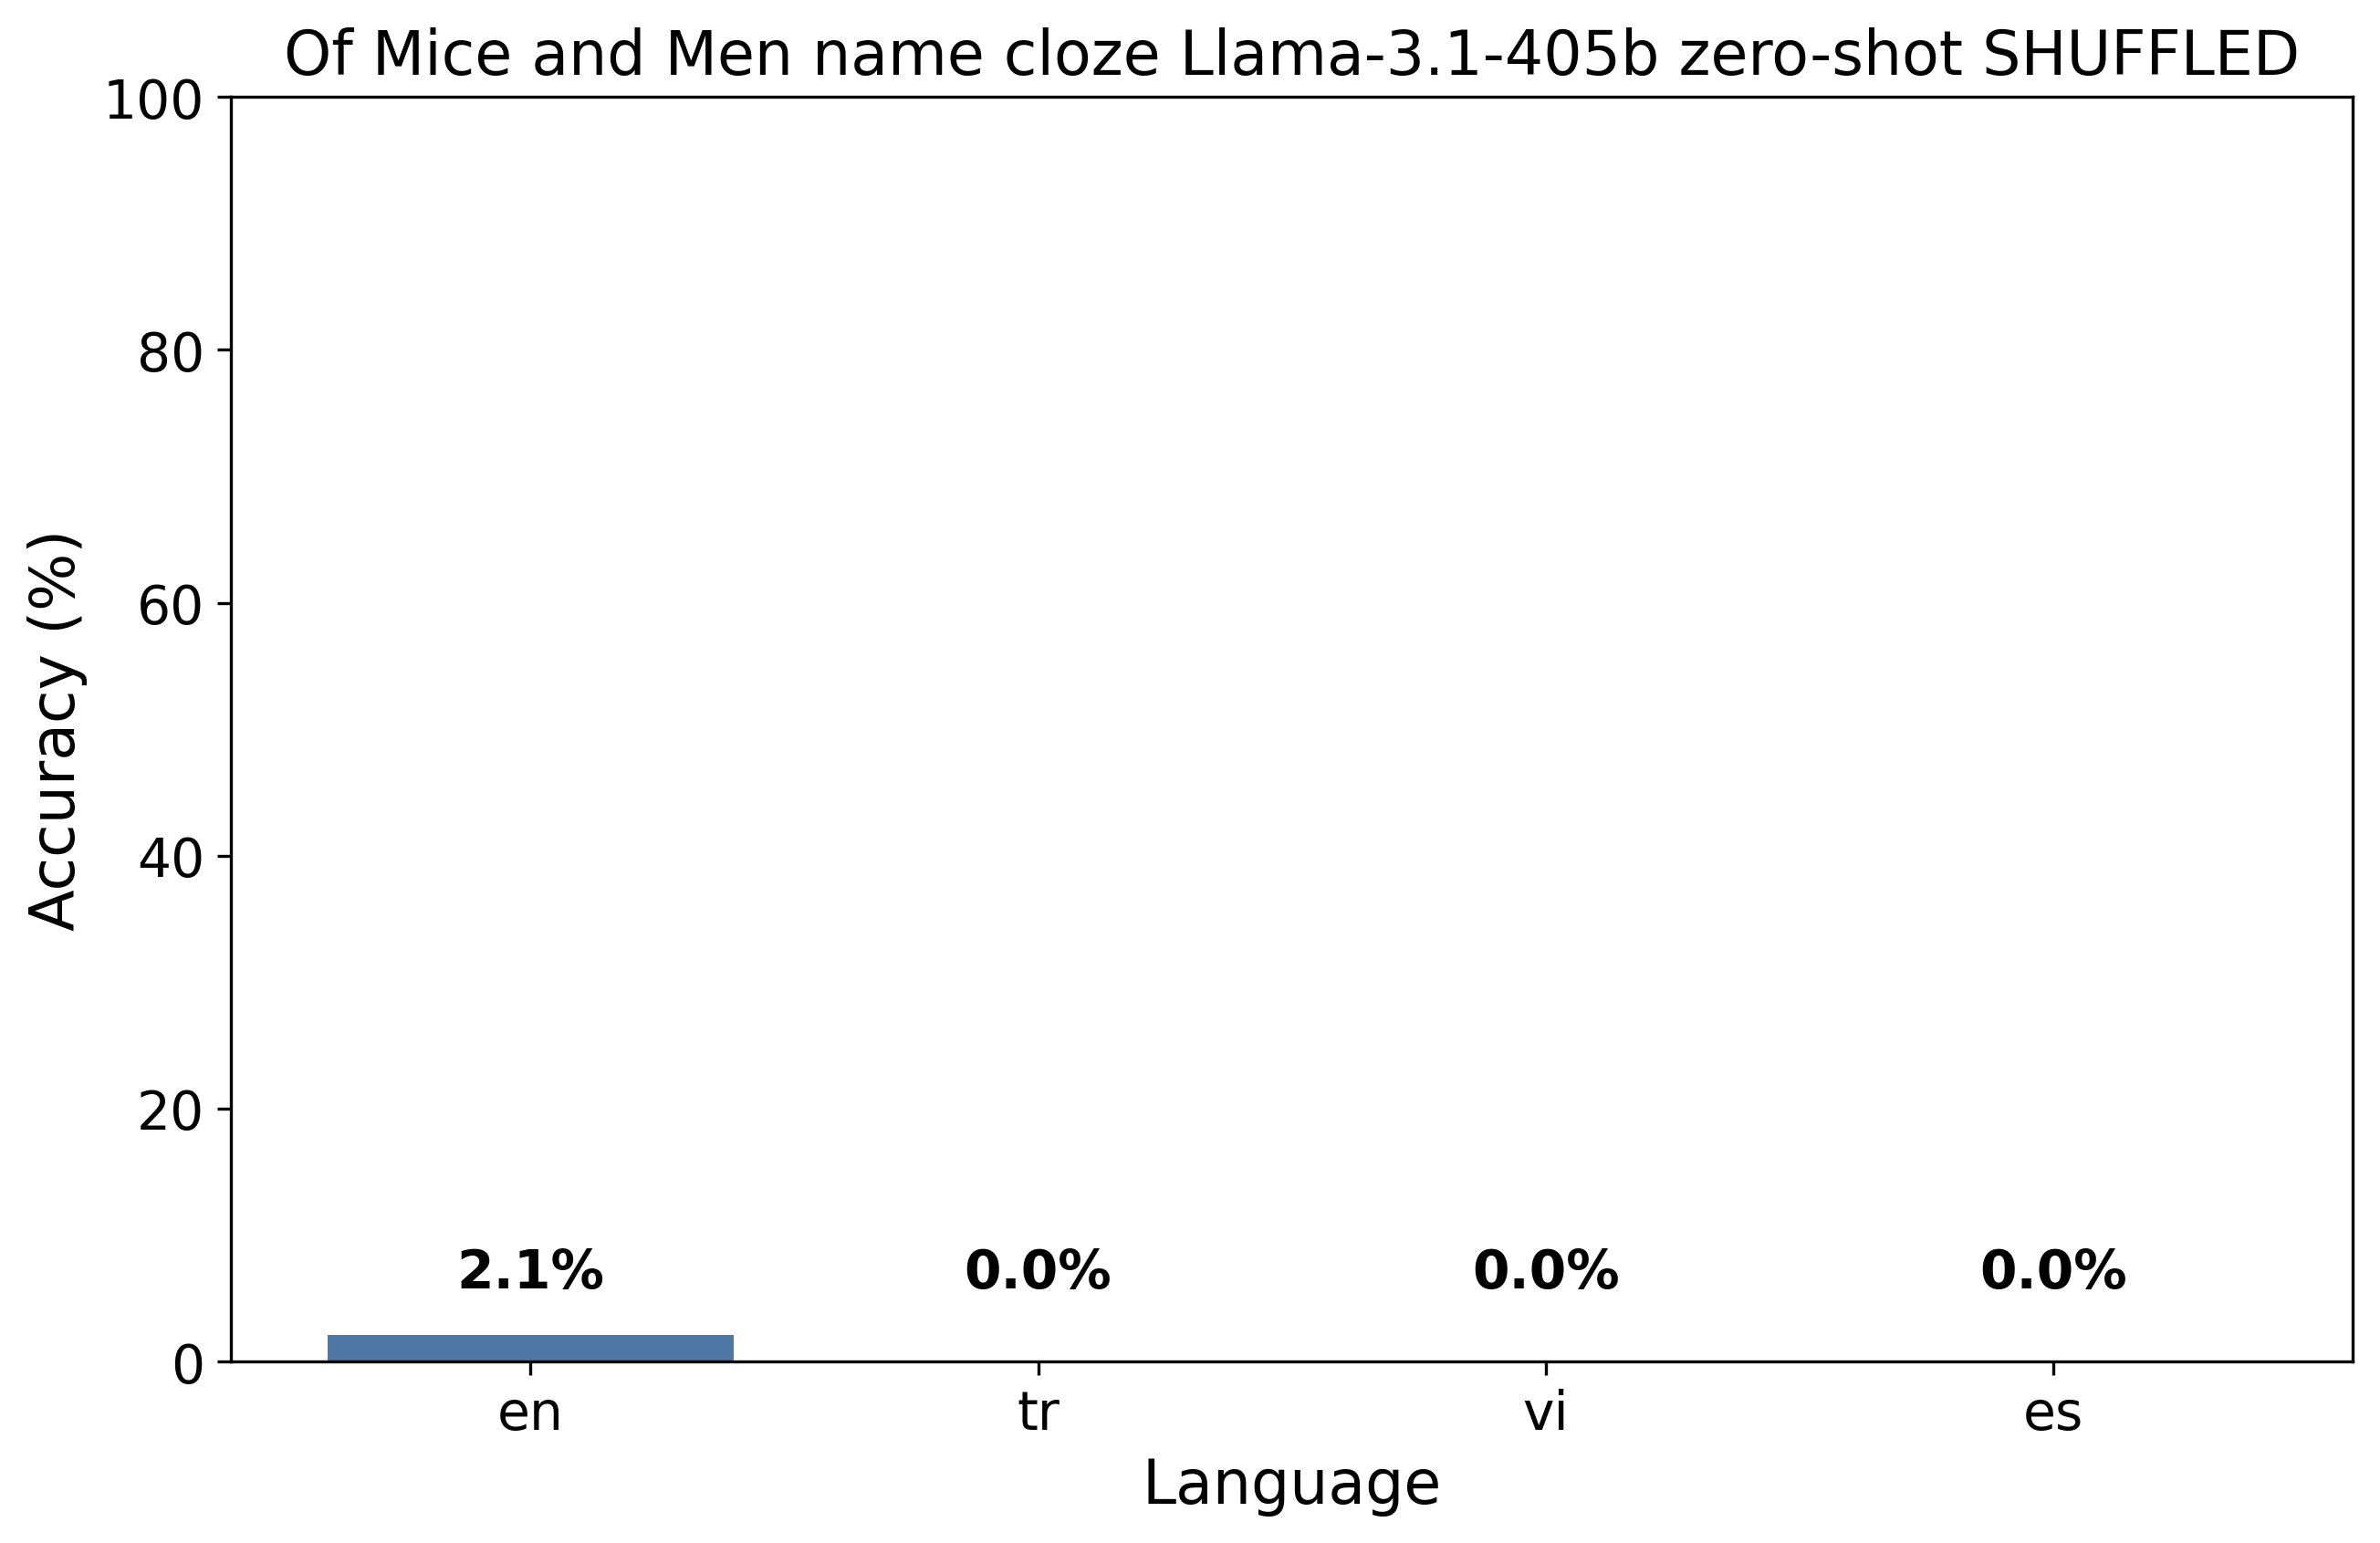 Of Mice and Men name cloze Llama-3.1-405b zero-shot SHUFFLED
Accuracy (%)
100
80
60
40
20
0
2.1%
0.0%
0.0%
0.0%
en
tr
vi
es
Language